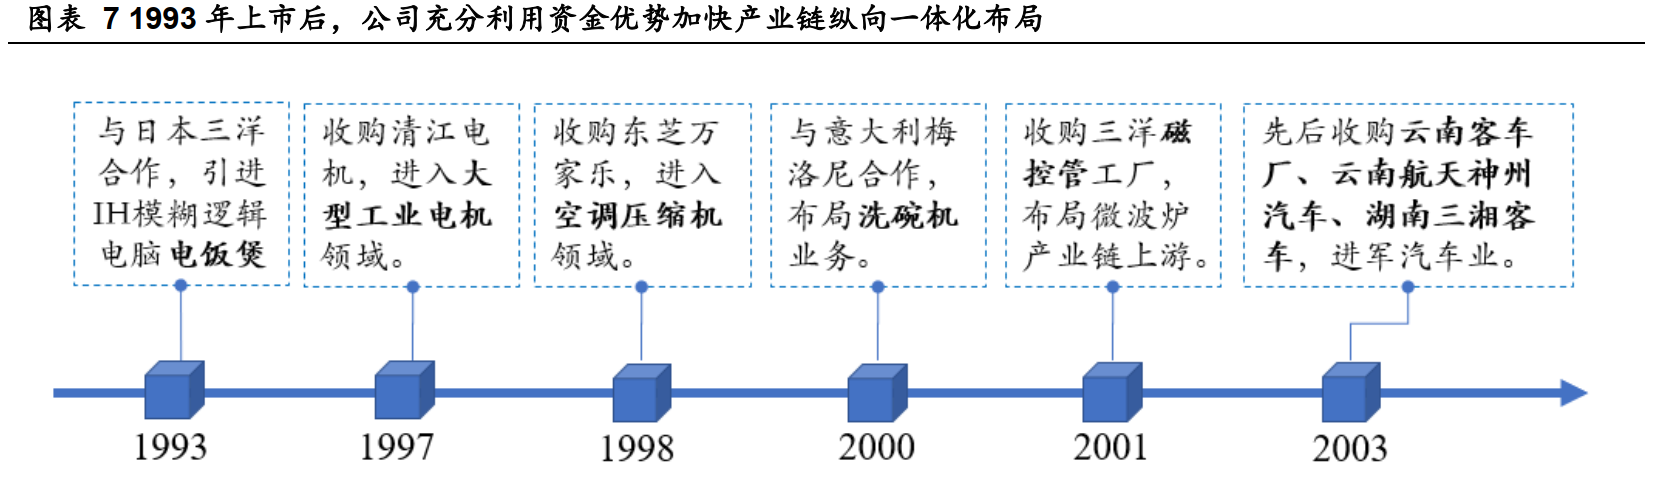 图表 7 1993 年上市后，公司充分利用资金优势加快产业链纵向一体化布局
与日本三洋
合作，引进
IH模糊逻辑
电脑电饭煲
收购清江电
机，进入大
型工业电机
领域。
收购东芝万
家乐，进入
空调压缩机
领域。
与意大利梅
洛尼合作，
布局洗碗机
业务。
收购三洋磁
控管工厂，
布局微波炉
产业链上游。
先后收购云南客车
厂、云南航天神州
汽车、湖南三湘客
车，进军汽车业。
1993
1997
1998
2000
2001
2003